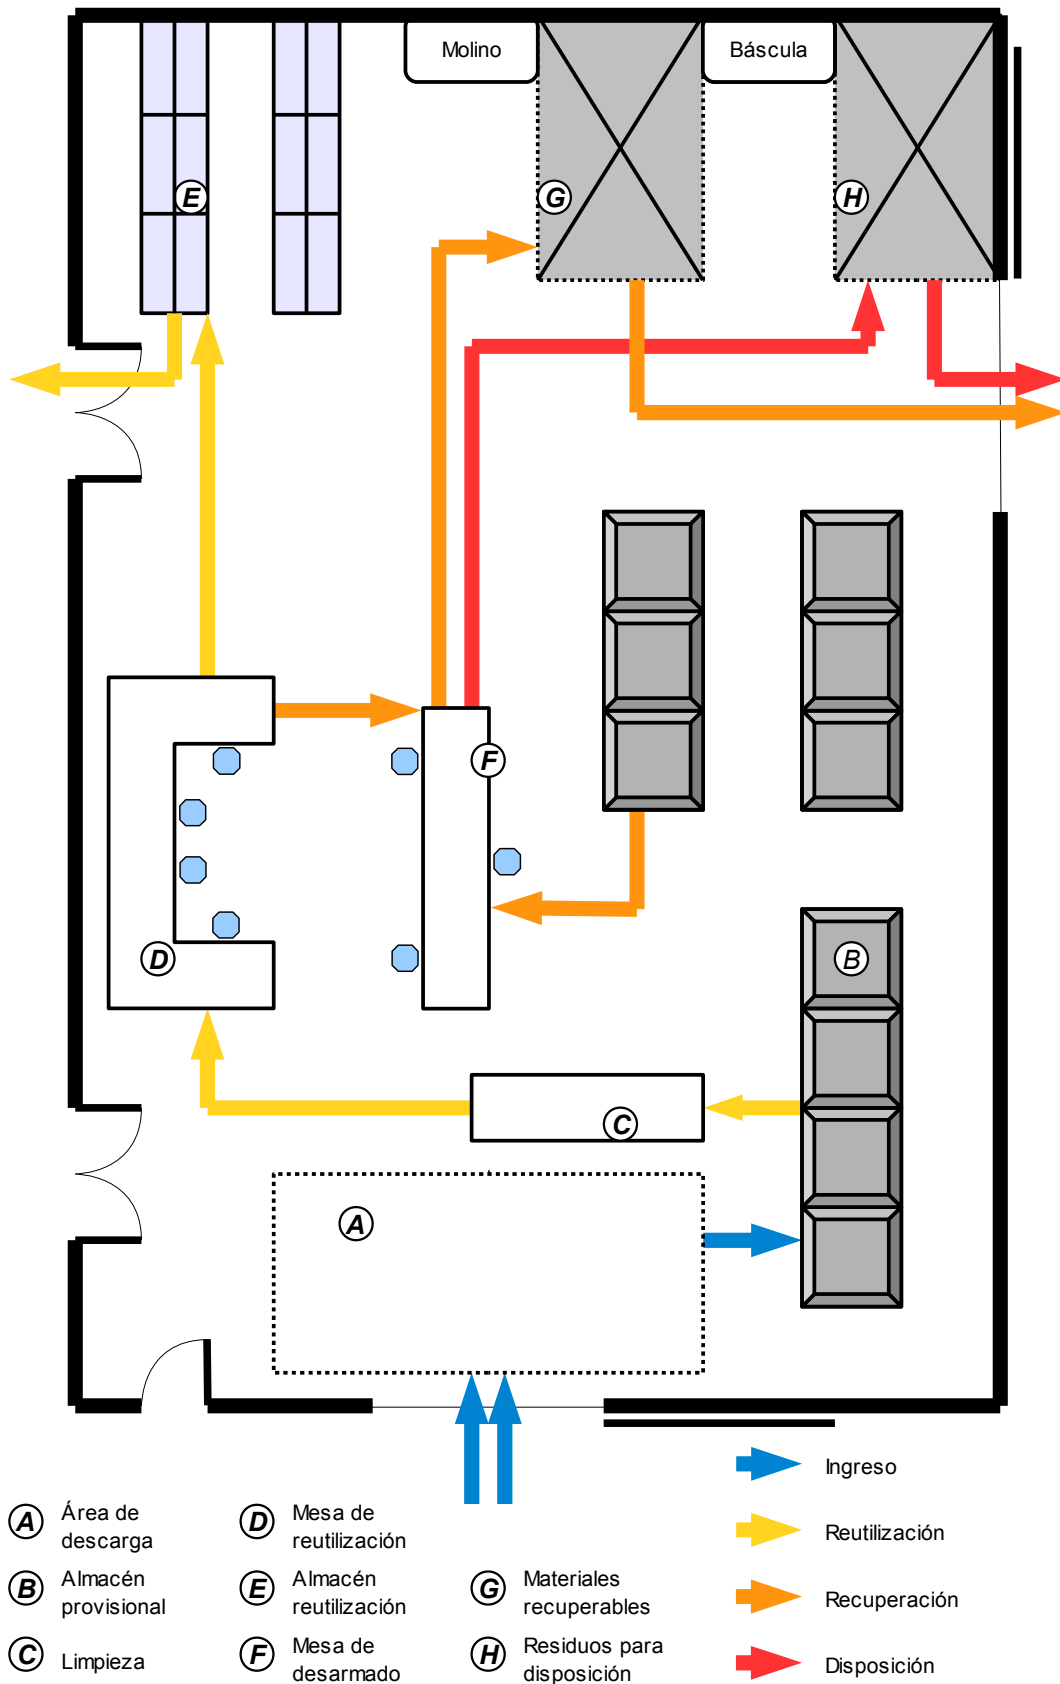 Molino
Báscula
E
G
H
F
D
B
C
A
Ingreso
A Área de
descarga
D Mesa de
reutilización
Reutilización
B Almacén
provisional
E Almacén
reutilización
G Materiales
recuperables
Recuperación
C Limpieza
F Mesa de
desarmado
H Residuos para
disposición
Disposición